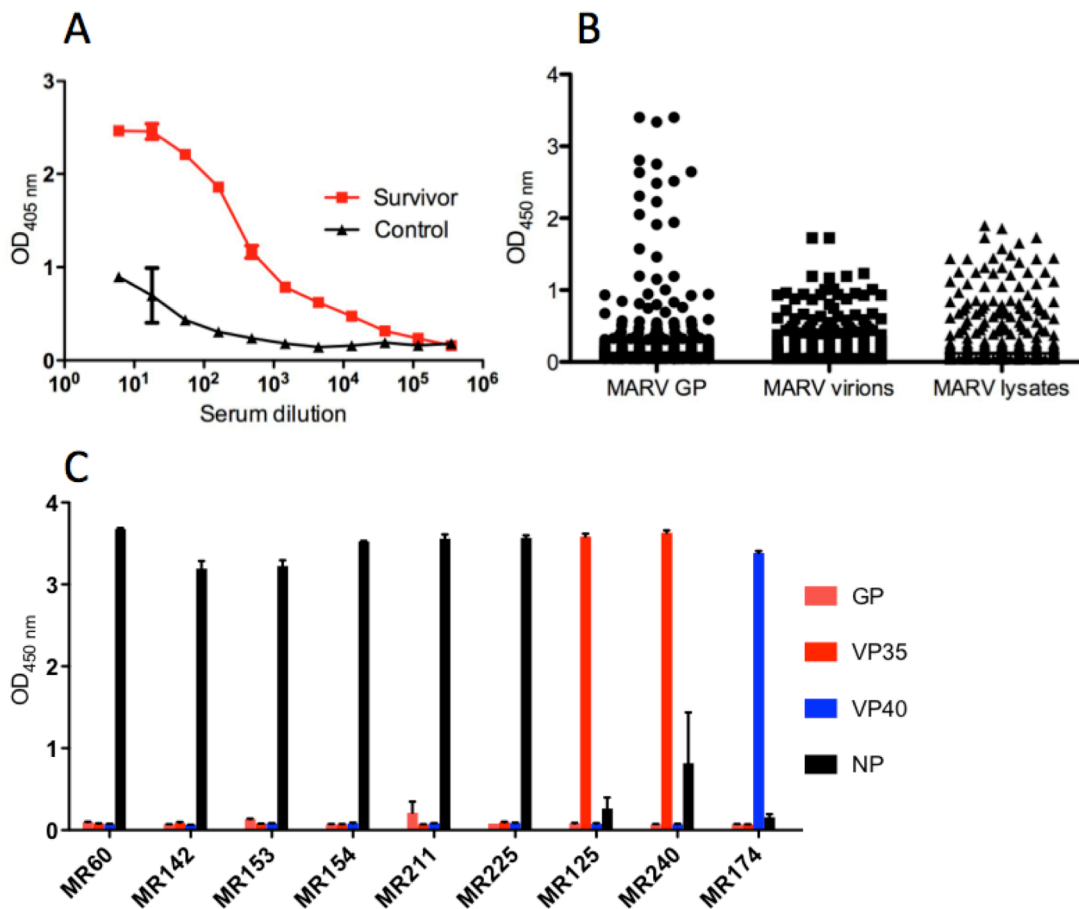 A
3
2
1
0
OD405 nm
10^0 10^1 10^2 10^3 10^4 10^5 10^6
Serum dilution
Survivor
Control
B
4
3
2
1
0
OD450 nm
MARV GP MARV virions MARV lysates
C
4
3
2
1
0
OD450 nm
MR60 MR142 MR153 MR154 MR211 MR225 MR125 MR240 MR174
GP
VP35
VP40
NP